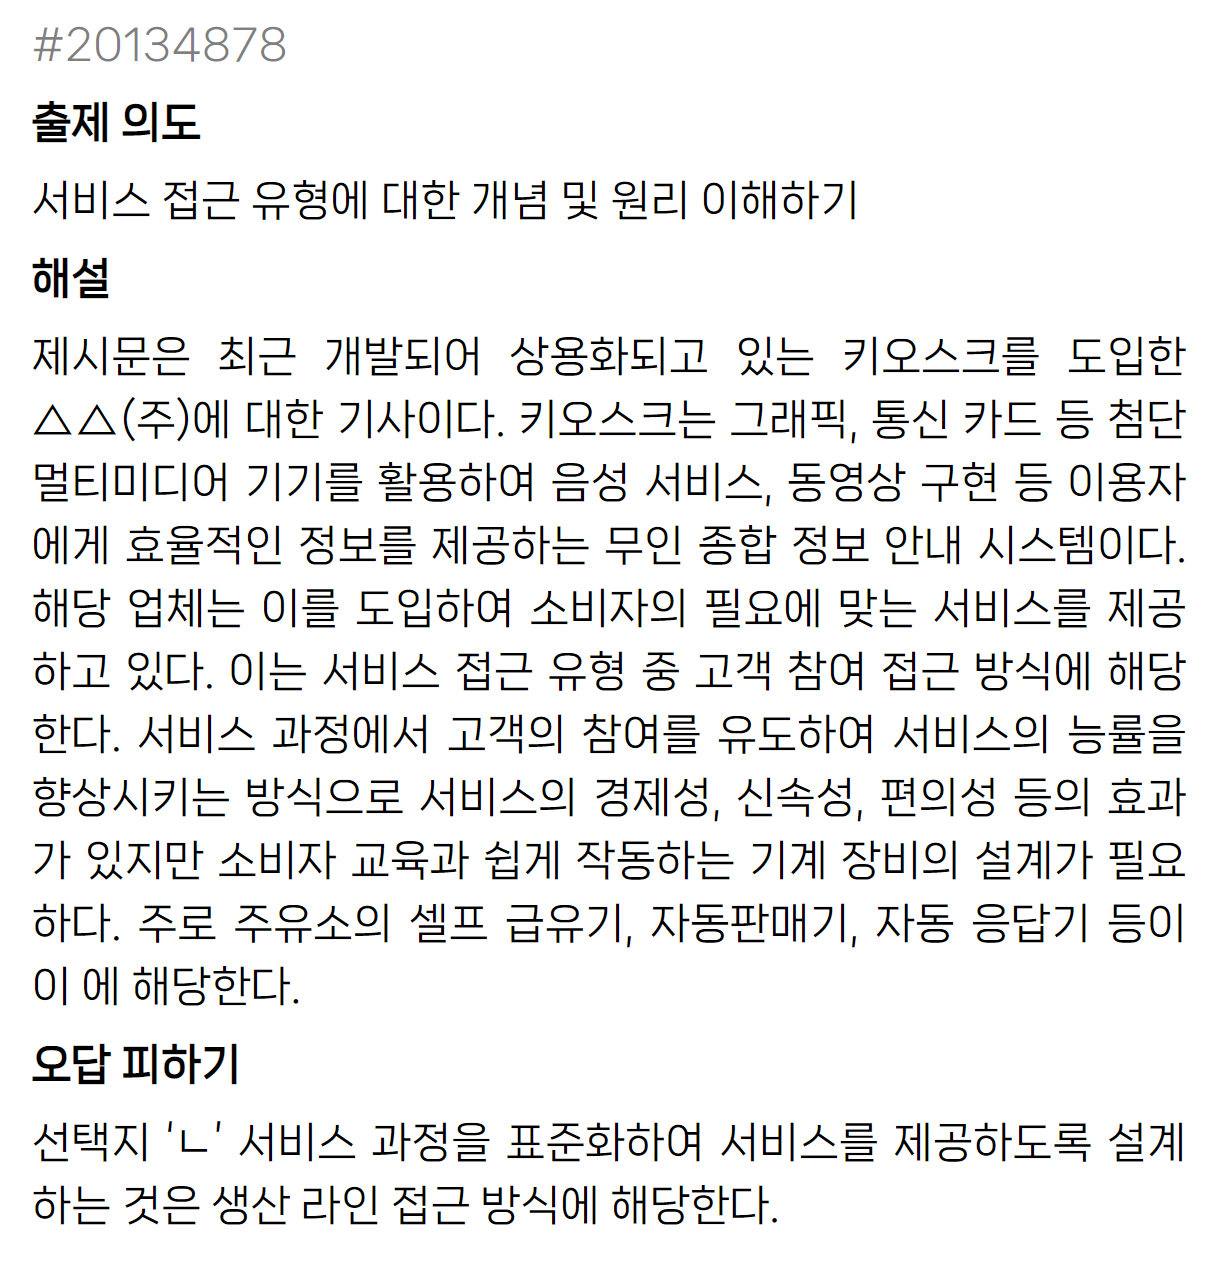 #20134878
출제 의도
서비스 접근 유형에 대한 개념 및 원리 이해하기
해설
제시문은 최근 개발되어 상용화되고 있는 키오스크를 도입한
△△(주)에 대한 기사이다. 키오스크는 그래픽, 통신 카드 등 첨단
멀티미디어 기기를 활용하여 음성 서비스, 동영상 구현 등 이용자
에게 효율적인 정보를 제공하는 무인 종합 정보 안내 시스템이다.
해당 업체는 이를 도입하여 소비자의 필요에 맞는 서비스를 제공
하고 있다. 이는 서비스 접근 유형 중 고객 참여 접근 방식에 해당
한다. 서비스 과정에서 고객의 참여를 유도하여 서비스의 능률을
향상시키는 방식으로 서비스의 경제성, 신속성, 편의성 등의 효과
가 있지만 소비자 교육과 쉽게 작동하는 기계 장비의 설계가 필요
하다. 주로 주유소의 셀프 급유기, 자동판매기, 자동 응답기 등이
이 에 해당한다.
오답 피하기
선택지 'ㄴ' 서비스 과정을 표준화하여 서비스를 제공하도록 설계
하는 것은 생산 라인 접근 방식에 해당한다.